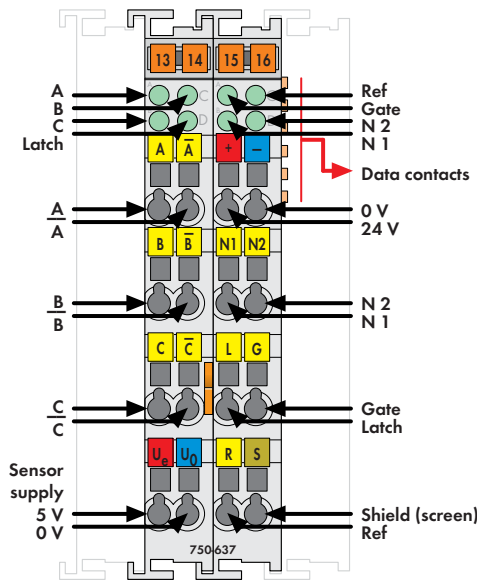 13 14 15 16
A
B
C
Latch
Ref
Gate
N 2
N 1
C
D
A A̅ + −
Data contacts
A
A̅
0 V
24 V
B B̅ N1 N2
B
B̅
N 2
N 1
C C̅ L G
C
C̅
Gate
Latch
Ue U0 R S
Sensor
supply
5 V
0 V
Shield (screen)
Ref
750-637